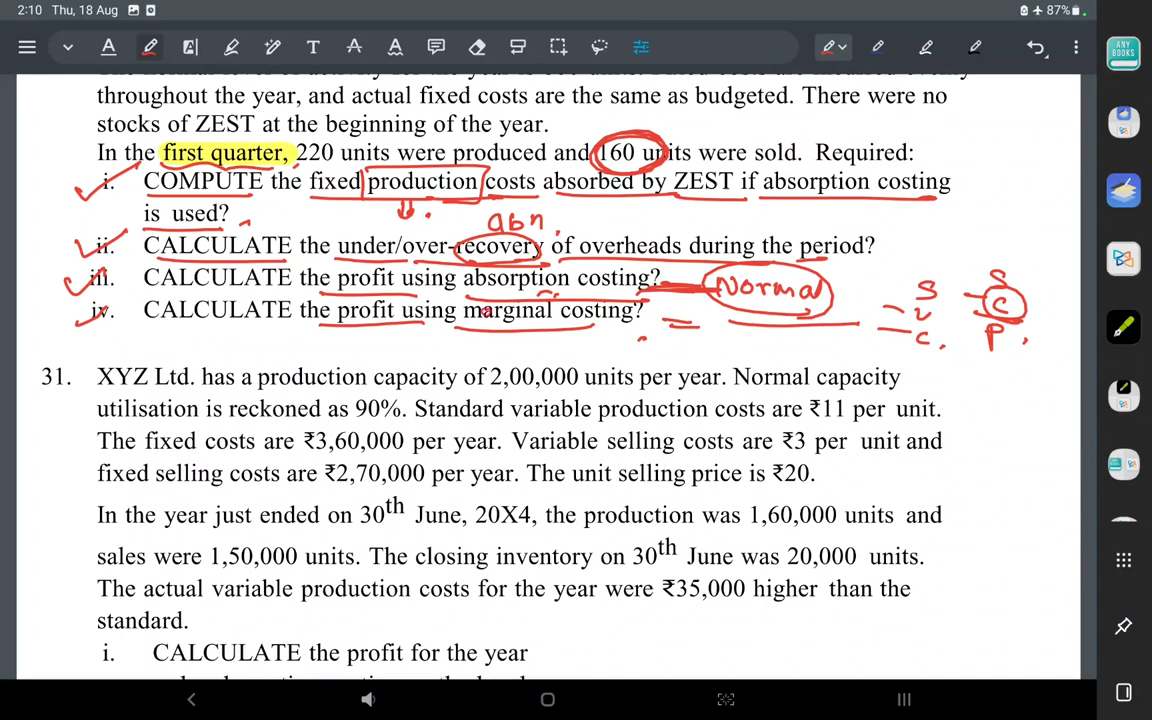 2:10 Thu, 18 Aug
87%
throughout the year, and actual fixed costs are the same as budgeted. There were no
stocks of ZEST at the beginning of the year.
In the first quarter, 220 units were produced and 160 units were sold. Required:
i. COMPUTE the fixed production costs absorbed by ZEST if absorption costing
is used?
abn.
ii. CALCULATE the under/over-recovery of overheads during the period?
iii. CALCULATE the profit using absorption costing?
Normal
S
S
iv. CALCULATE the profit using marginal costing?
V
C
C.
P.
31. XYZ Ltd. has a production capacity of 2,00,000 units per year. Normal capacity
utilisation is reckoned as 90%. Standard variable production costs are ₹11 per unit.
The fixed costs are ₹3,60,000 per year. Variable selling costs are ₹3 per unit and
fixed selling costs are ₹2,70,000 per year. The unit selling price is ₹20.
In the year just ended on 30th June, 20X4, the production was 1,60,000 units and
sales were 1,50,000 units. The closing inventory on 30th June was 20,000 units.
The actual variable production costs for the year were ₹35,000 higher than the
standard.
i. CALCULATE the profit for the year
ANY
BOOKS